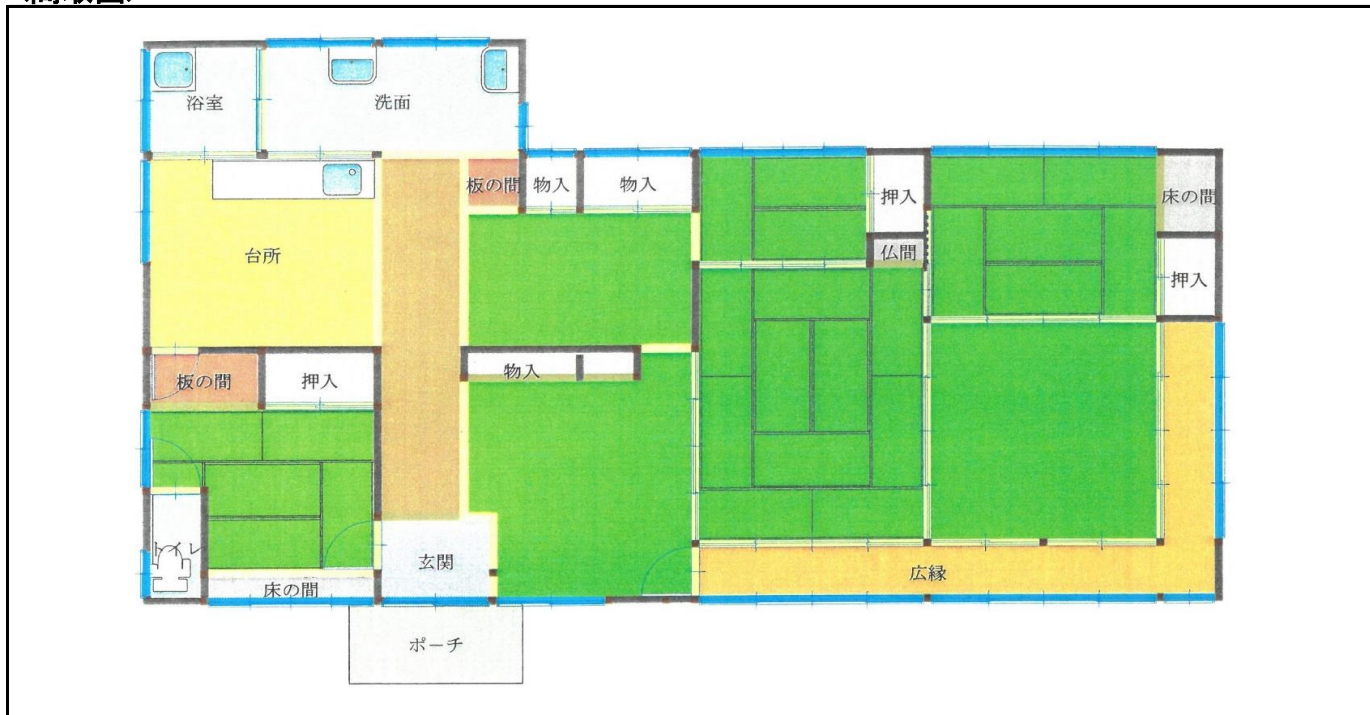 浴室
洗面
板の間
物入
物入
押入
床の間
台所
仏間
押入
物入
板の間
押入
トイレ
玄関
広縁
床の間
ポーチ